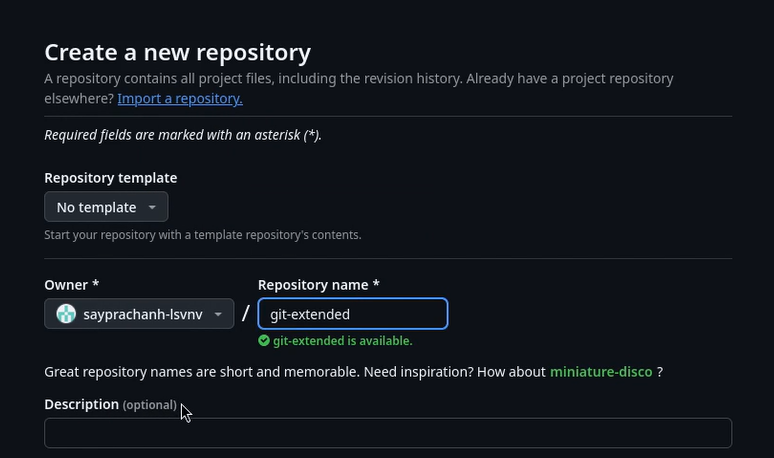 Create a new repository
A repository contains all project files, including the revision history. Already have a project repository
elsewhere? Import a repository.
Required fields are marked with an asterisk (*).
Repository template
No template
Start your repository with a template repository's contents.
Owner *
Repository name *
sayprachanh-lsvnv
/
git-extended
git-extended is available.
Great repository names are short and memorable. Need inspiration? How about miniature-disco ?
Description (optional)